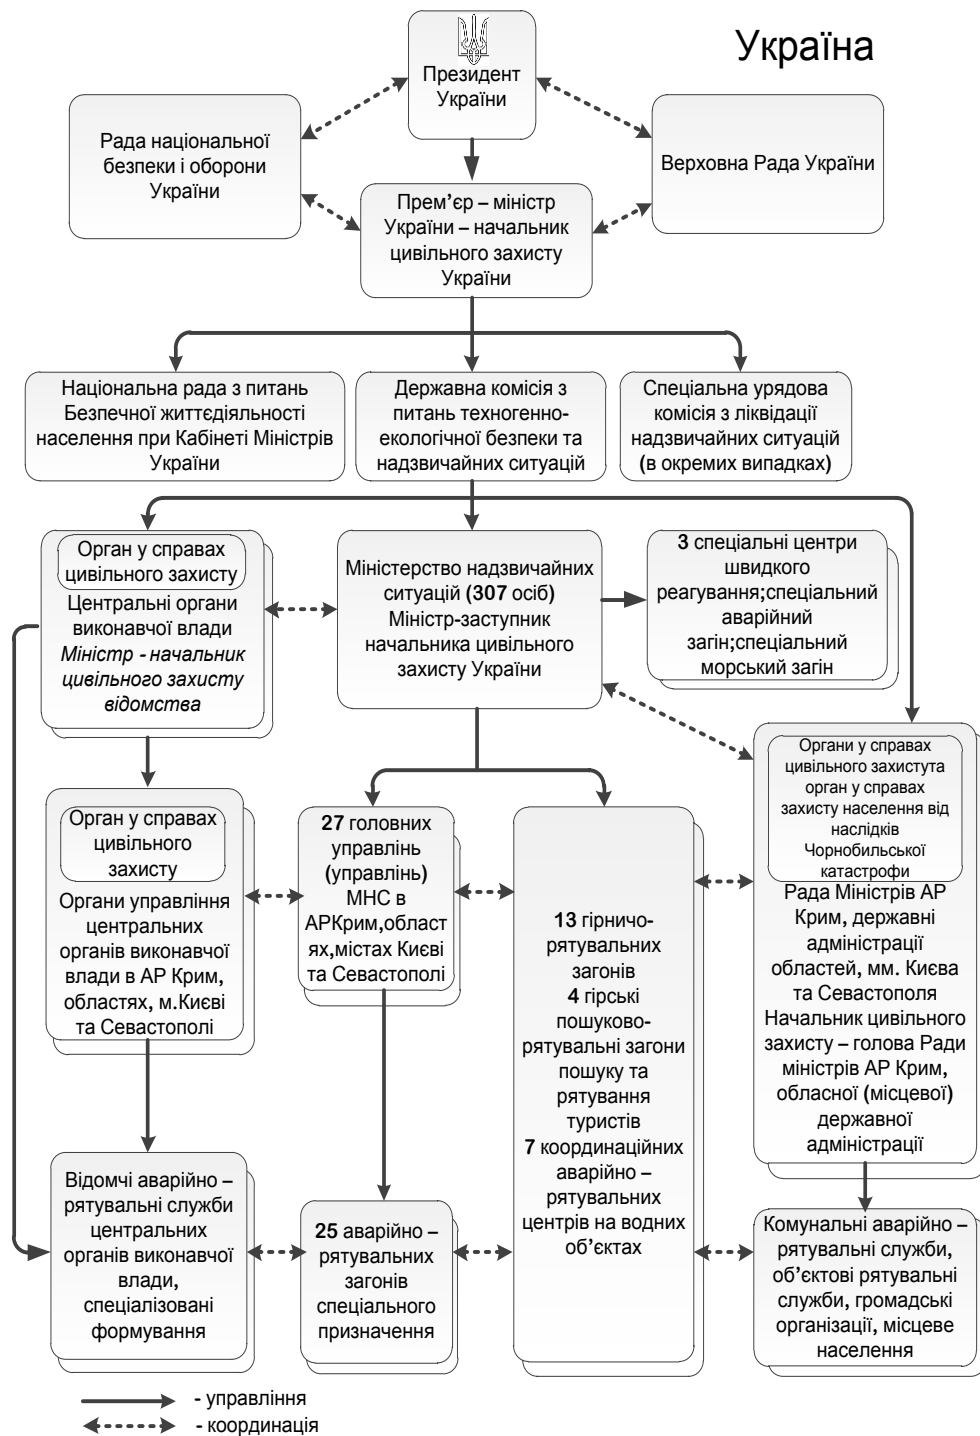 Україна
Президент
України
Рада національної
безпеки і оборони
України
Верховна Рада України
Прем’єр – міністр
України – начальник
цивільного захисту
України
Національна рада з питань
Безпечної життєдіяльності
населення при Кабінеті Міністрів
України
Державна комісія з
питань техногенно-
екологічної безпеки та
надзвичайних ситуацій
Спеціальна урядова
комісія з ліквідації
надзвичайних ситуацій
(в окремих випадках)
Орган у справах
цивільного захисту
Центральні органи
виконавчої влади
Міністр - начальник
цивільного захисту
відомства
Міністерство надзвичайних
ситуацій (307 осіб)
Міністр-заступник
начальника цивільного
захисту України
3 спеціальні центри
швидкого
реагування;спеціальний
аварійний
загін;спеціальний
морський загін
Органи у справах
цивільного захистута
орган у справах
захисту населення від
наслідків
Чорнобильської
катастрофи
Рада Міністрів АР
Крим, державні
адміністрації
областей, мм. Києва
та Севастополя
Начальник цивільного
захисту – голова Ради
міністрів АР Крим,
обласної (місцевої)
державної
адміністрації
Орган у справах
цивільного
захисту
Органи управління
центральних
органів виконавчої
влади в АР Крим,
областях, м.Києві
та Севастополі
27 головних
управлінь
(управлінь)
МНС в
АРКрим,област
ях,містах Києві
та Севастополі
13 гірничо-
рятувальних
загонів
4 гірські
пошуково-
рятувальні загони
пошуку та
рятування
туристів
7 координаційних
аварійно –
рятувальних
центрів на водних
об’єктах
Відомчі аварійно –
рятувальні служби
центральних
органів виконавчої
влади,
спеціалізовані
формування
25 аварійно –
рятувальних
загонів
спеціального
призначення
Комунальні аварійно –
рятувальні служби,
об’єктові рятувальні
служби, громадські
організації, місцеве
населення
- управління
- координація